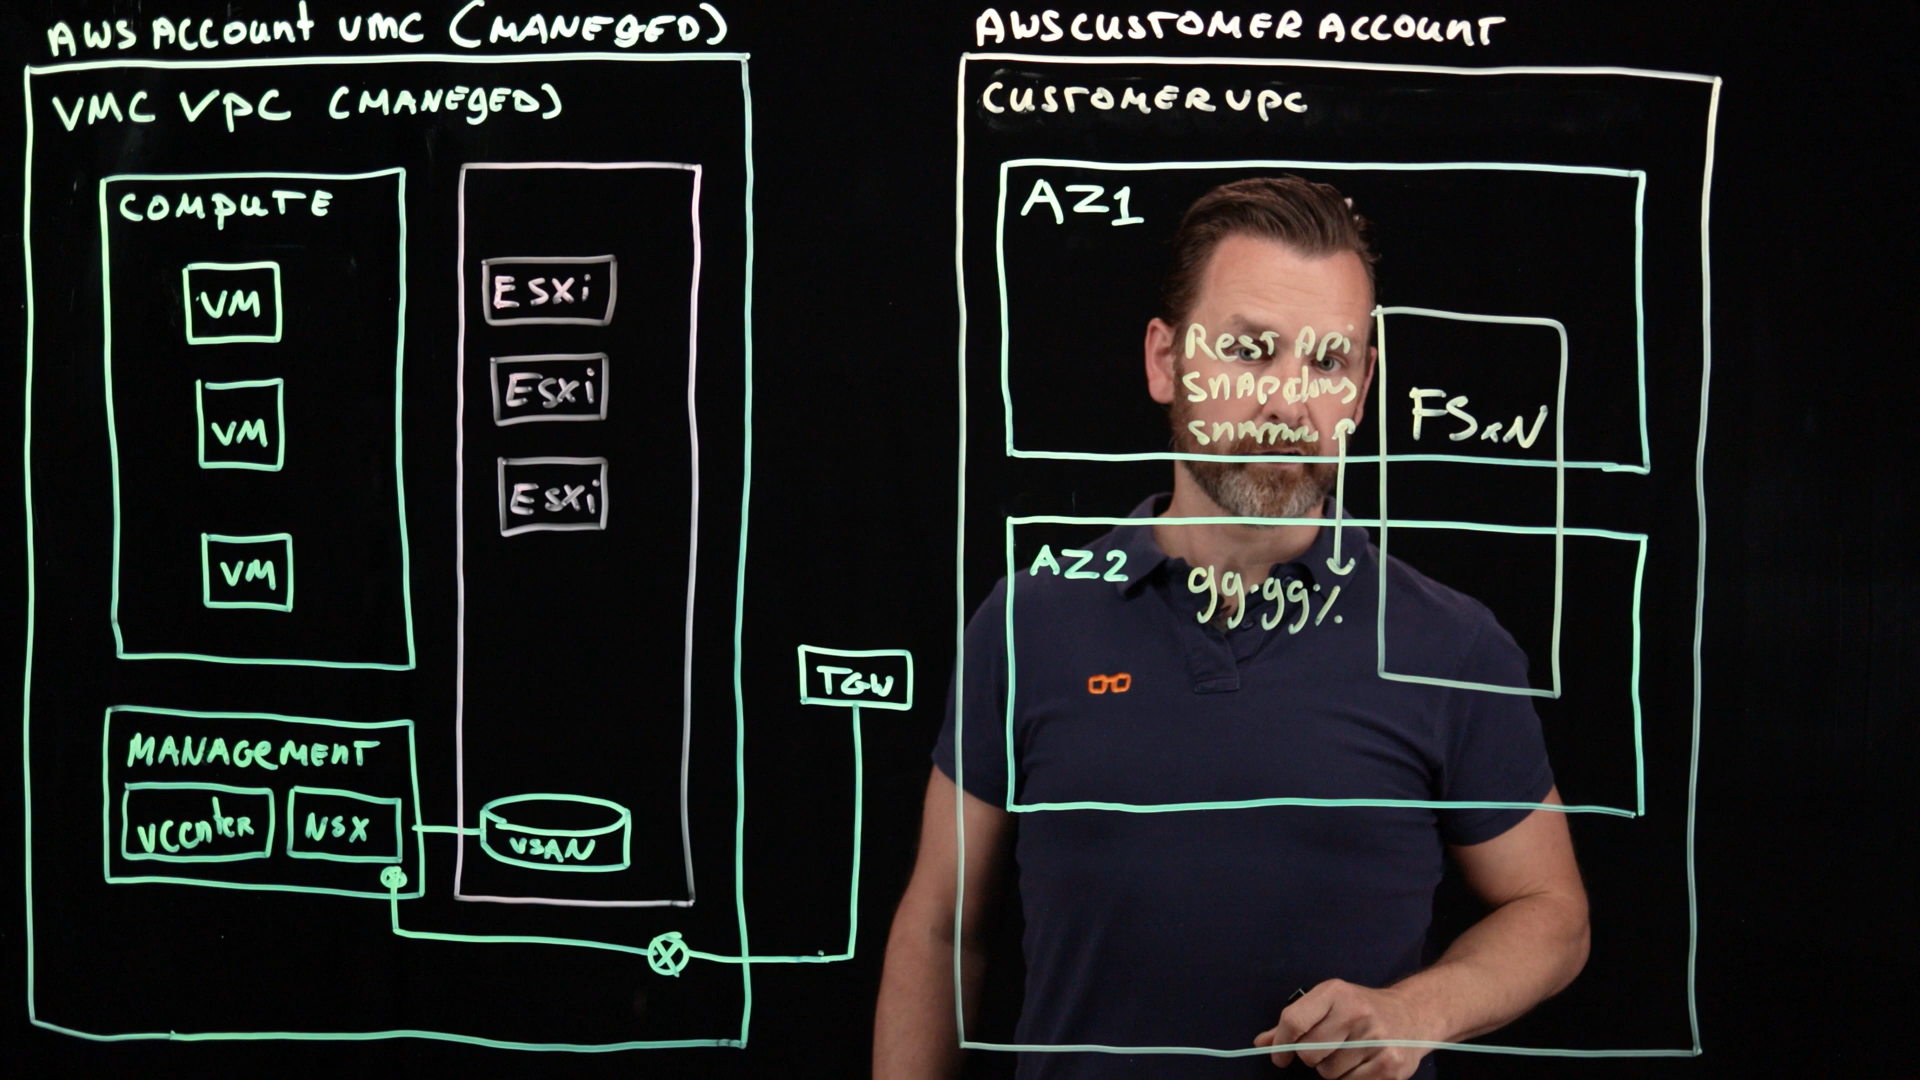 AWS ACCOUNT VMC (MANEGED)
VMC VPC (MANEGED)
COMPUTE
VM
VM
VM
MANAGEMENT
VCENTER
NSX
ESXi
ESXi
ESXi
VSAN
TGW
AWS CUSTOMER ACCOUNT
CUSTOMER VPC
AZ1
REST API
FSxN
AZ2
99.99%